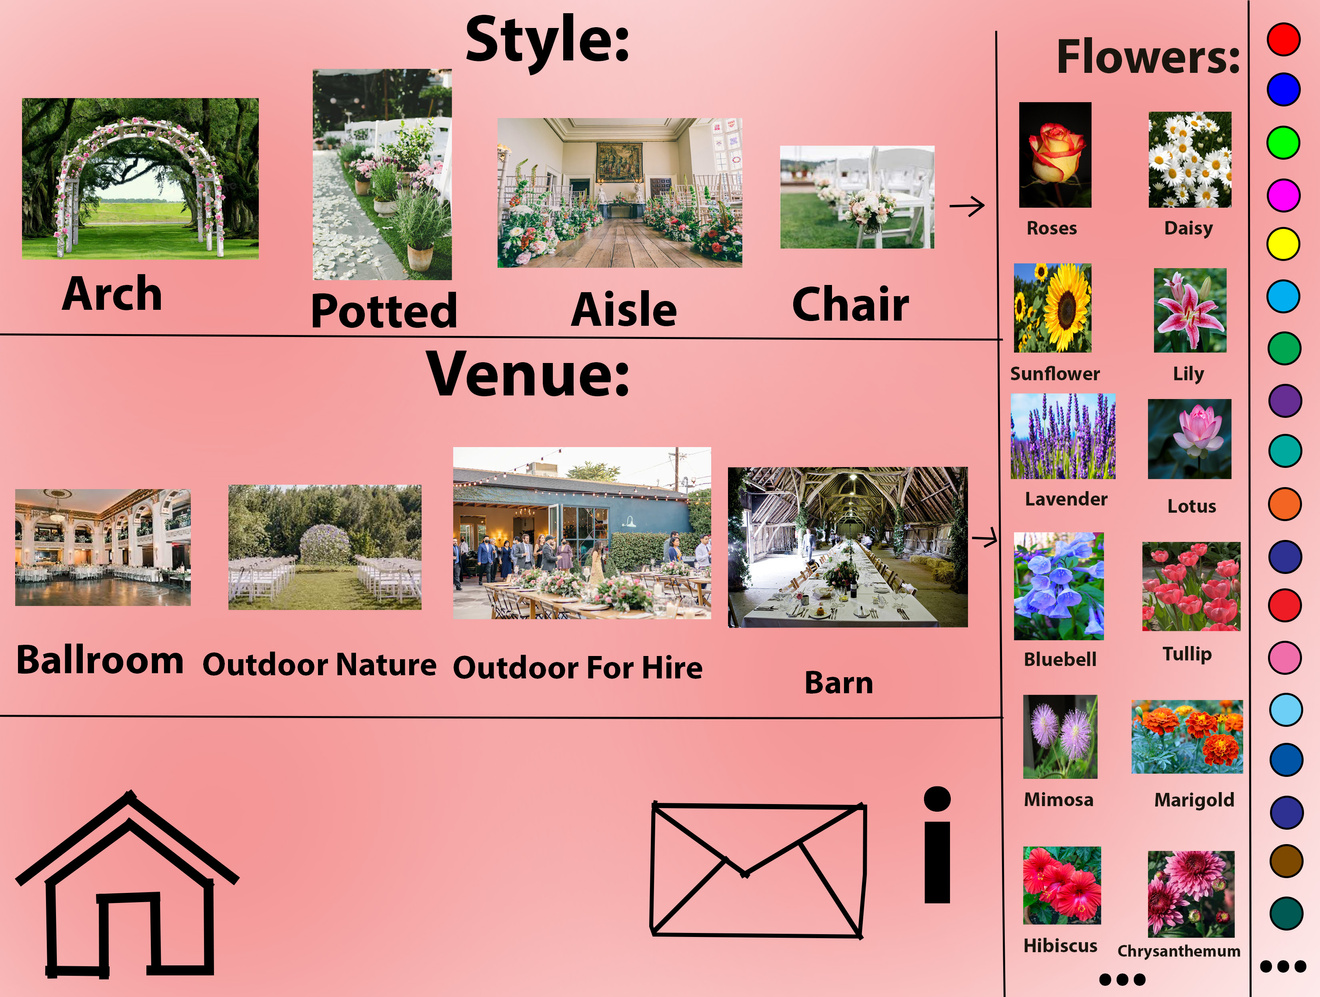 Style:
Arch
Potted
Aisle
Chair
Venue:
Ballroom
Outdoor Nature
Outdoor For Hire
Barn
i
Flowers:
Roses
Daisy
Sunflower
Lily
Lavender
Lotus
Bluebell
Tullip
Mimosa
Marigold
Hibiscus
Chrysanthemum
•••
•••